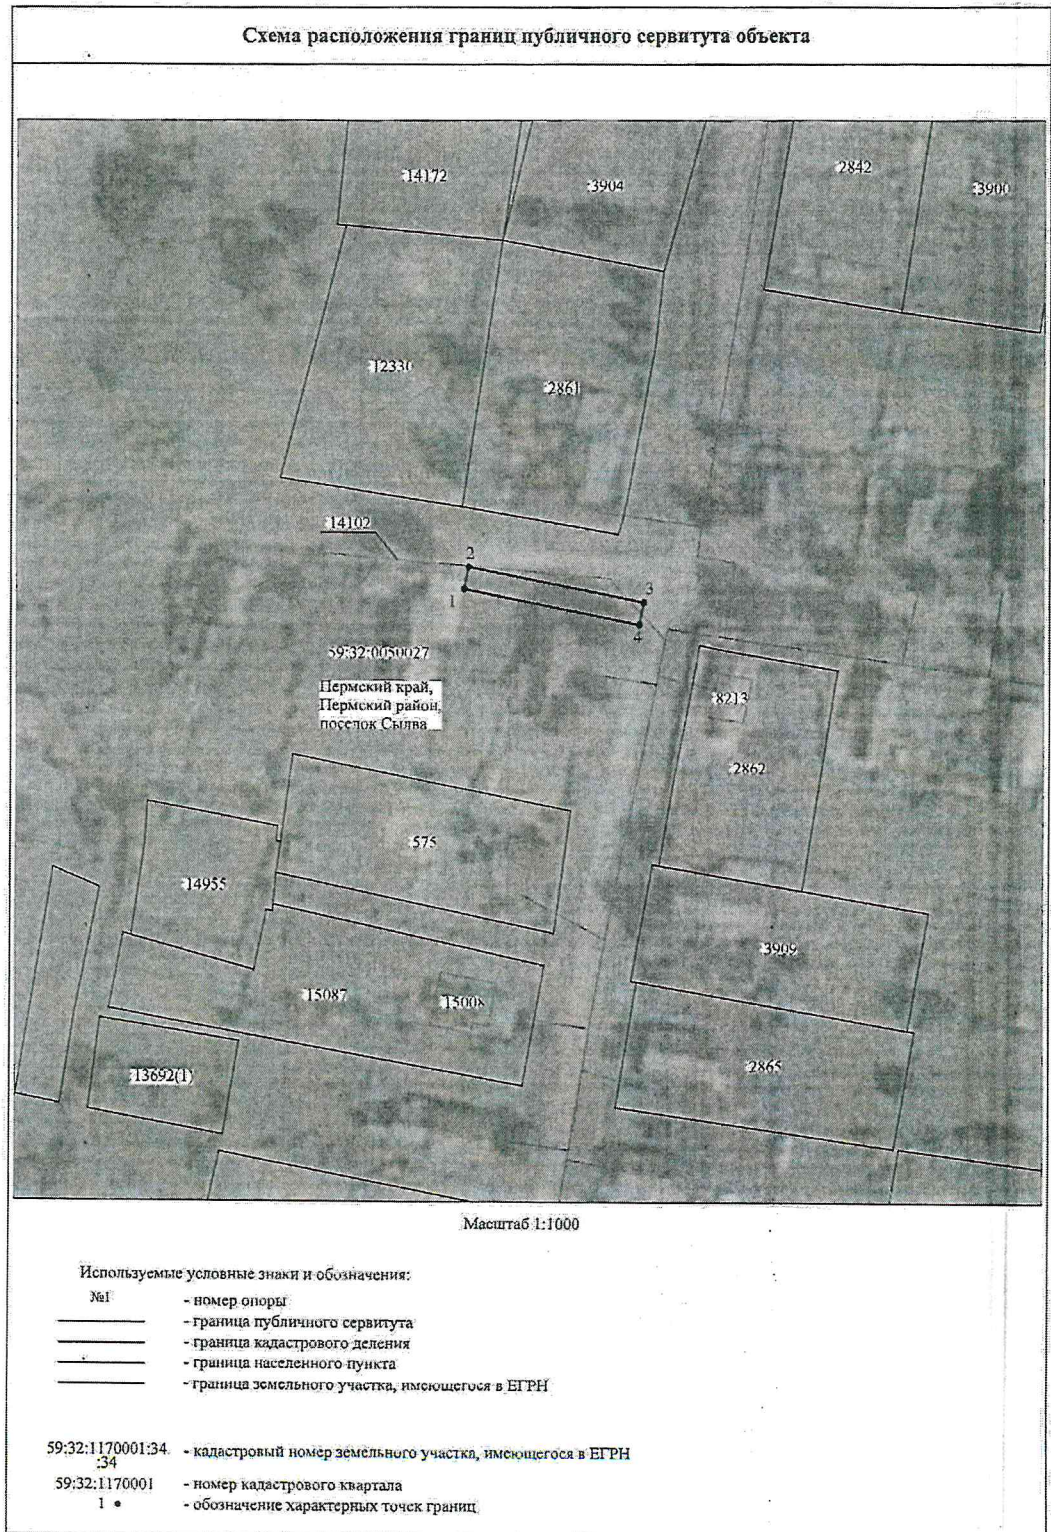 Схема расположения границ публичного сервитута объекта
:14172
:3904
:2842
:3900
:12330
:2861
:14102
2
1
3
4
59:32:0050027
Пермский край,
Пермский район,
поселок Сылва
:8213
:2862
:575
:14955
:3909
:15087
:15008
:13692(1)
:2865
Масштаб 1:1000
Используемые условные знаки и обозначения:
№1 - номер опоры
- граница публичного сервитута
- граница кадастрового деления
- граница населенного пункта
- граница земельного участка, имеющегося в ЕГРН
59:32:1170001:34 - кадастровый номер земельного участка, имеющегося в ЕГРН
:34
59:32:1170001 - номер кадастрового квартала
1 - обозначение характерных точек границ